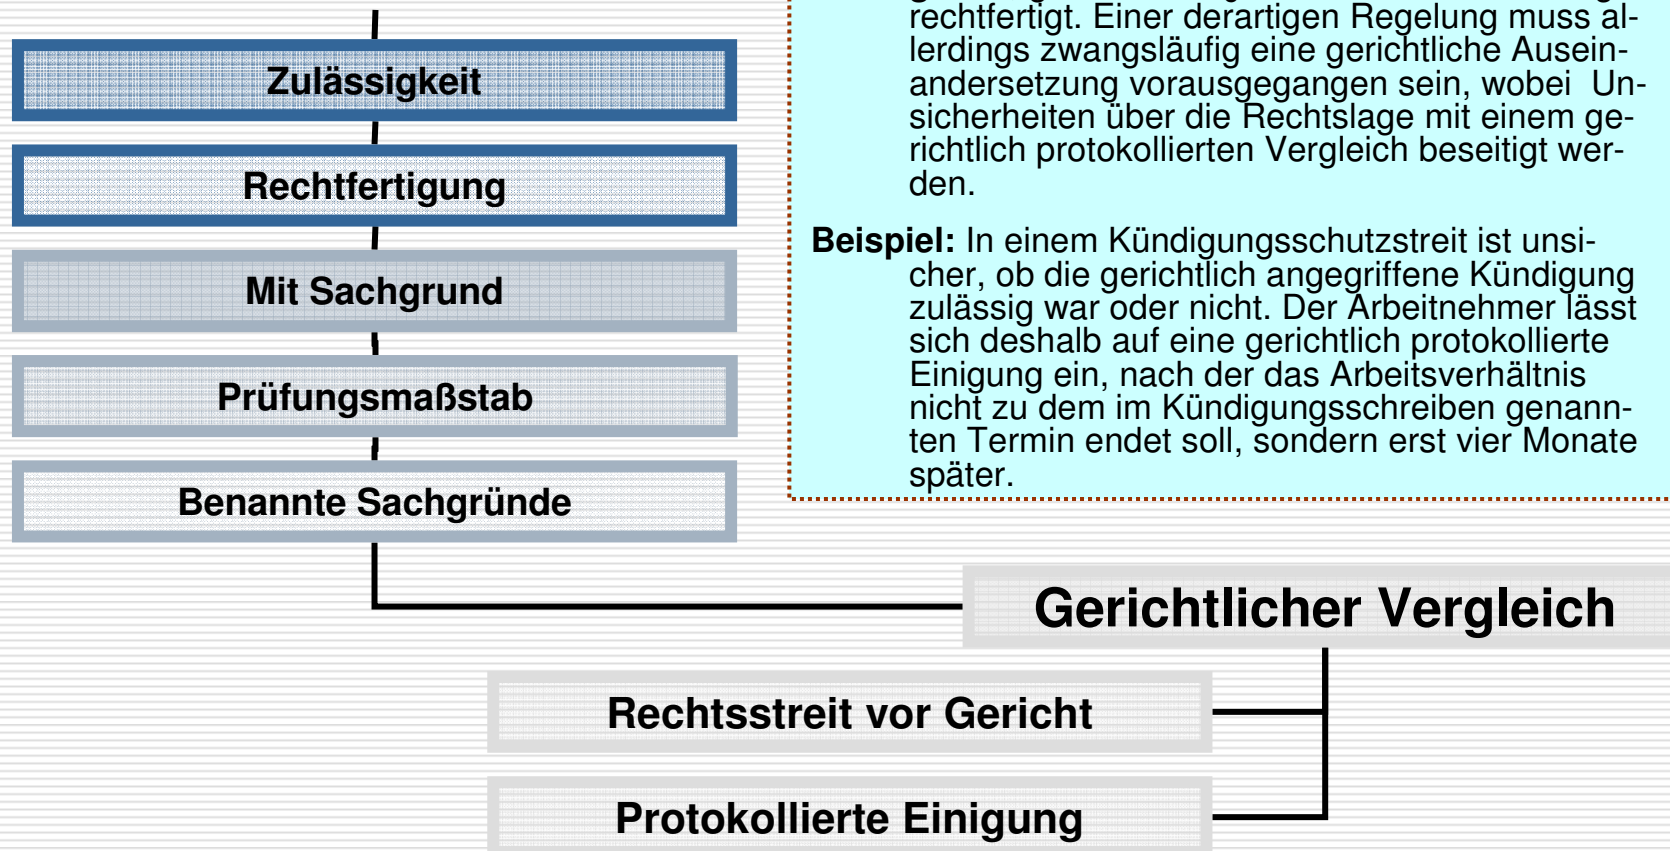 Zulässigkeit
Rechtfertigung
Mit Sachgrund
Prüfungsmaßstab
Benannte Sachgründe
rechtfertigt. Einer derartigen Regelung muss al-
lerdings zwangsläufig eine gerichtliche Ausein-
andersetzung vorausgegangen sein, wobei Un-
sicherheiten über die Rechtslage mit einem ge-
richtlich protokollierten Vergleich beseitigt wer-
den.
Beispiel: In einem Kündigungsschutzstreit ist unsi-
cher, ob die gerichtlich angegriffene Kündigung
zulässig war oder nicht. Der Arbeitnehmer lässt
sich deshalb auf eine gerichtlich protokollierte
Einigung ein, nach der das Arbeitsverhältnis
nicht zu dem im Kündigungsschreiben genann-
ten Termin endet soll, sondern erst vier Monate
später.
Gerichtlicher Vergleich
Rechtsstreit vor Gericht
Protokollierte Einigung